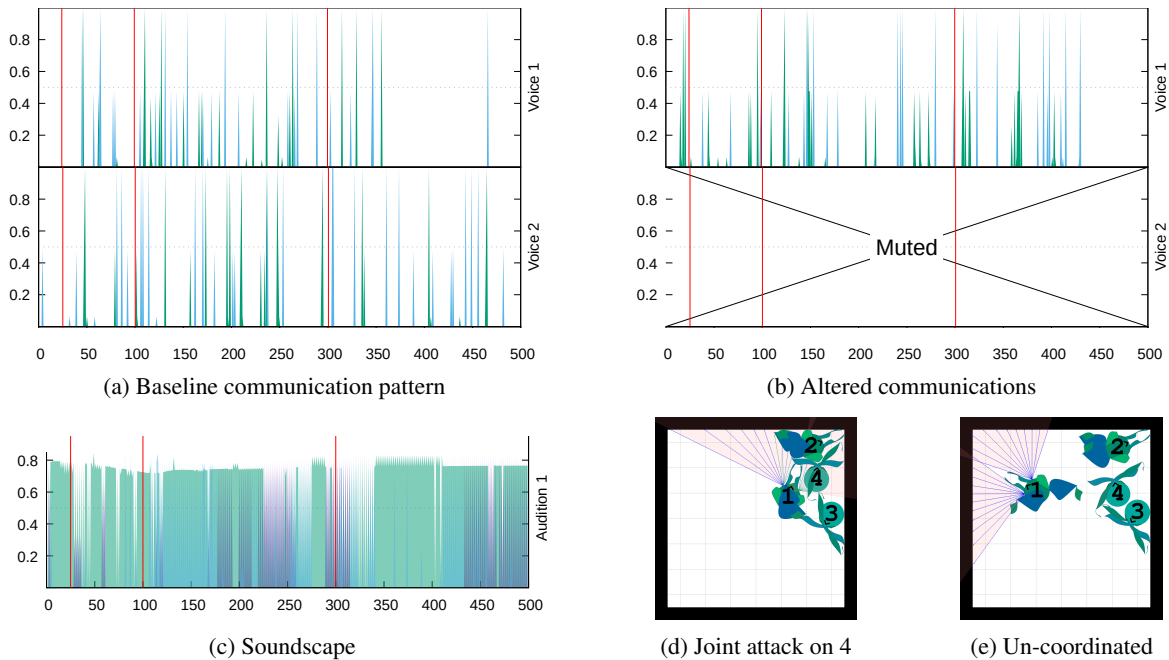 0.8
0.6
0.4
0.2
Voice 1
0.8
0.6
0.4
0.2
Voice 2
0 50 100 150 200 250 300 350 400 450 500
(a) Baseline communication pattern
0.8
0.6
0.4
0.2
Voice 1
0.8
0.6
0.4
0.2
Muted
Voice 2
0 50 100 150 200 250 300 350 400 450 500
(b) Altered communications
0.8
0.6
0.4
0.2
Audition 1
0 50 100 150 200 250 300 350 400 450 500
(c) Soundscape
2
4
1
3
(d) Joint attack on 4
2
1
4
3
(e) Un-coordinated